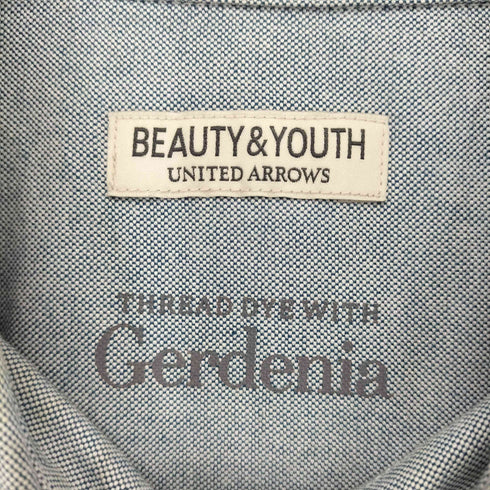 BEAUTY&YOUTH
UNITED ARROWS
THREAD DYE WITH
Gerdenia